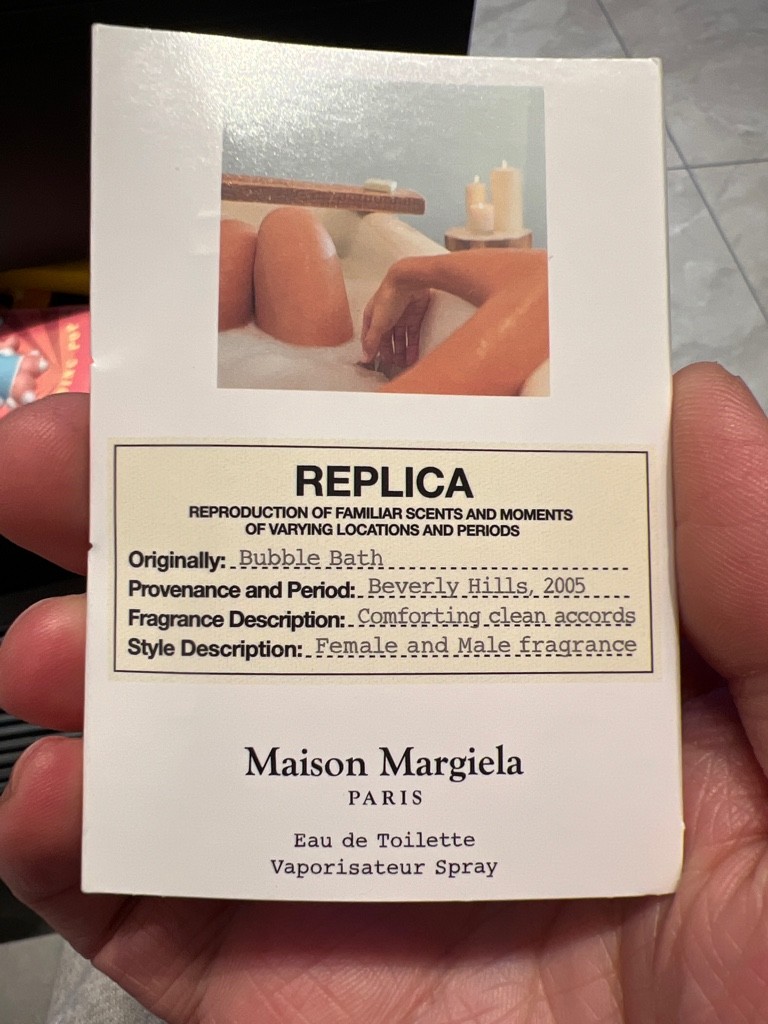 REPLICA
REPRODUCTION OF FAMILIAR SCENTS AND MOMENTS
OF VARYING LOCATIONS AND PERIODS
Originally: Bubble Bath
Provenance and Period: Beverly Hills, 2005
Fragrance Description: Comforting clean accords
Style Description: Female and Male fragrance
Maison Margiela
PARIS
Eau de Toilette
Vaporisateur Spray